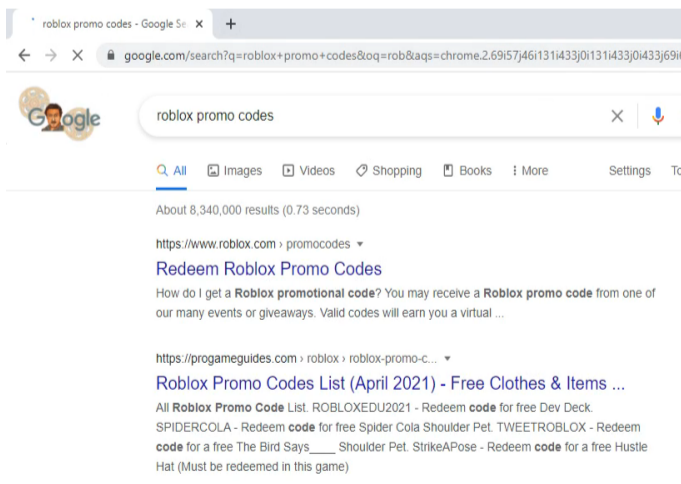 roblox promo codes - Google Se
google.com/search?q=roblox+promo+codes&oq=rob&aqs=chrome.2.69i57j46i131i433j0i131i433j0i433j69i6
Google
roblox promo codes
All Images Videos Shopping Books More Settings To
About 8,340,000 results (0.73 seconds)
https://www.roblox.com › promocodes
Redeem Roblox Promo Codes
How do I get a Roblox promotional code? You may receive a Roblox promo code from one of
our many events or giveaways. Valid codes will earn you a virtual ...
https://progameguides.com › roblox › roblox-promo-c...
Roblox Promo Codes List (April 2021) - Free Clothes & Items ...
All Roblox Promo Code List. ROBLOXEDU2021 - Redeem code for free Dev Deck.
SPIDERCOLA - Redeem code for free Spider Cola Shoulder Pet. TWEETROBLOX - Redeem
code for a free The Bird Says____ Shoulder Pet. StrikeAPose - Redeem code for a free Hustle
Hat (Must be redeemed in this game)